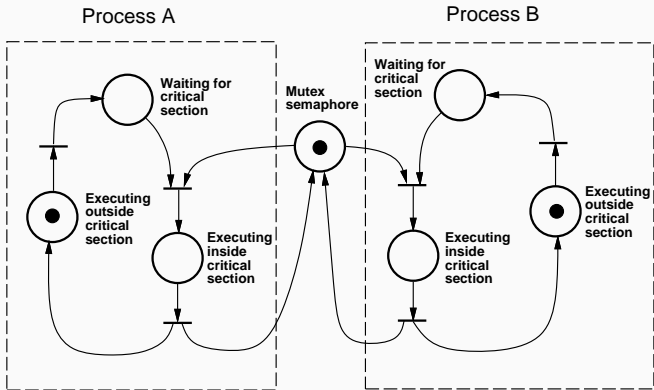 Process A
Process B
Waiting for
critical
section
Mutex
semaphore
Waiting for
critical
section
Executing
outside
critical
section
Executing
inside
critical
section
Executing
inside
critical
section
Executing
outside
critical
section